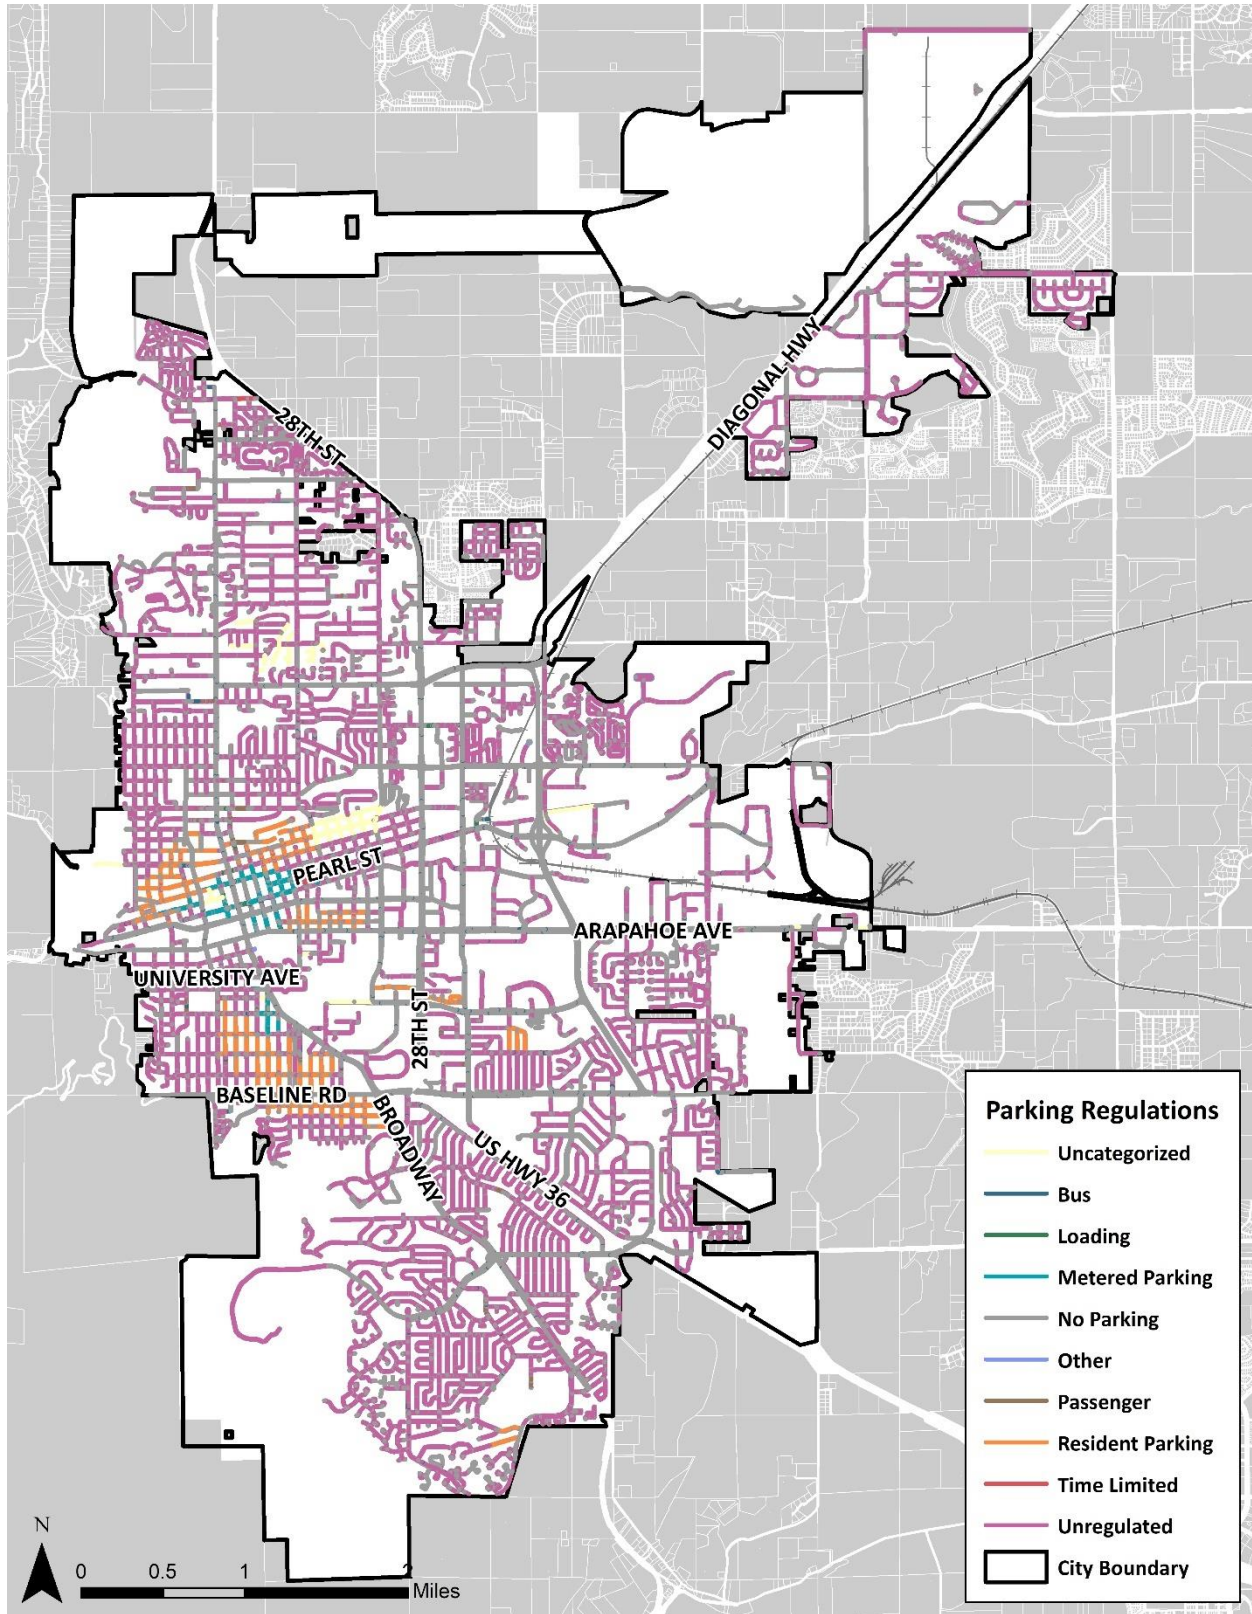 DIAGONAL HWY
28TH ST
PEARL ST
ARAPAHOE AVE
UNIVERSITY AVE
28TH ST
BASELINE RD
BROADWAY
US HWY 36
Parking Regulations
Uncategorized
Bus
Loading
Metered Parking
No Parking
Other
Passenger
Resident Parking
Time Limited
Unregulated
City Boundary
N
0 0.5 1 2
Miles